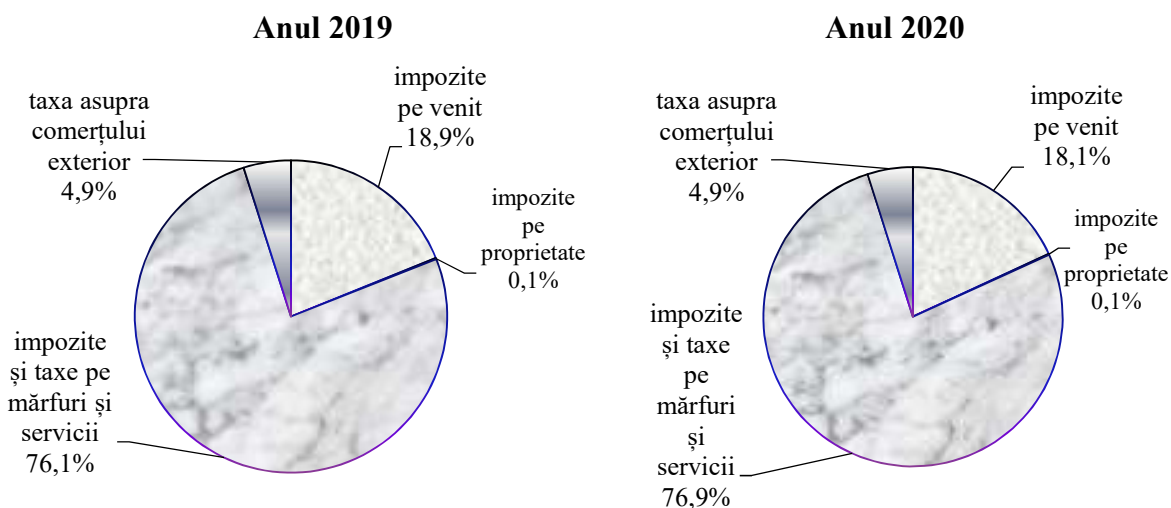 Anul 2019
impozite
pe venit
18,9%
taxa asupra
comerțului
exterior
4,9%
impozite
pe
proprietate
0,1%
impozite
și taxe pe
mărfuri și
servicii
76,1%
Anul 2020
impozite
pe venit
18,1%
taxa asupra
comerțului
exterior
4,9%
impozite
pe
proprietate
0,1%
impozite
și taxe
pe
mărfuri
și
servicii
76,9%